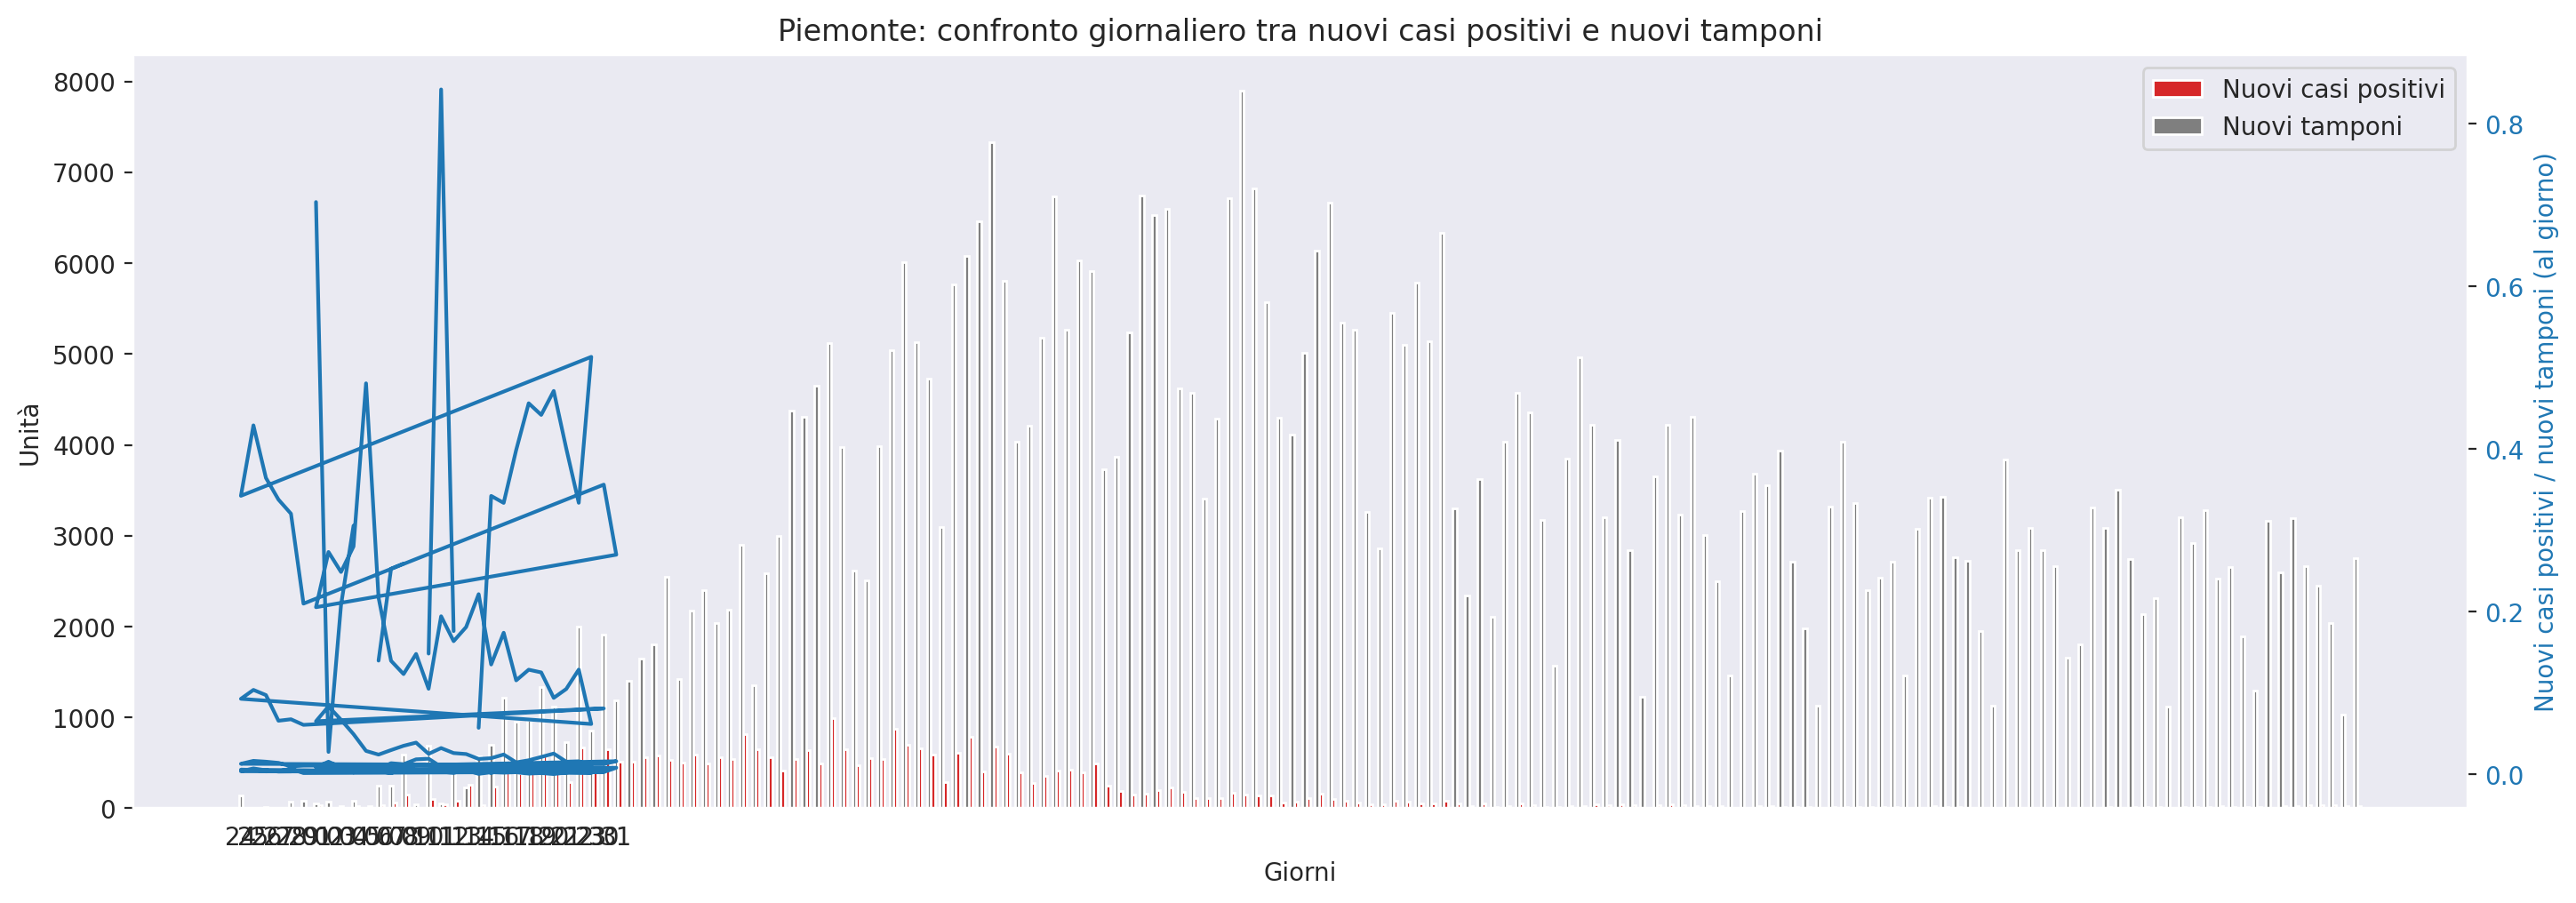 Piemonte: confronto giornaliero tra nuovi casi positivi e nuovi tamponi
Nuovi casi positivi
Nuovi tamponi
8000
7000
6000
5000
4000
3000
2000
1000
0
Unità
0.8
0.6
0.4
0.2
0.0
Nuovi casi positivi / nuovi tamponi (al giorno)
Giorni